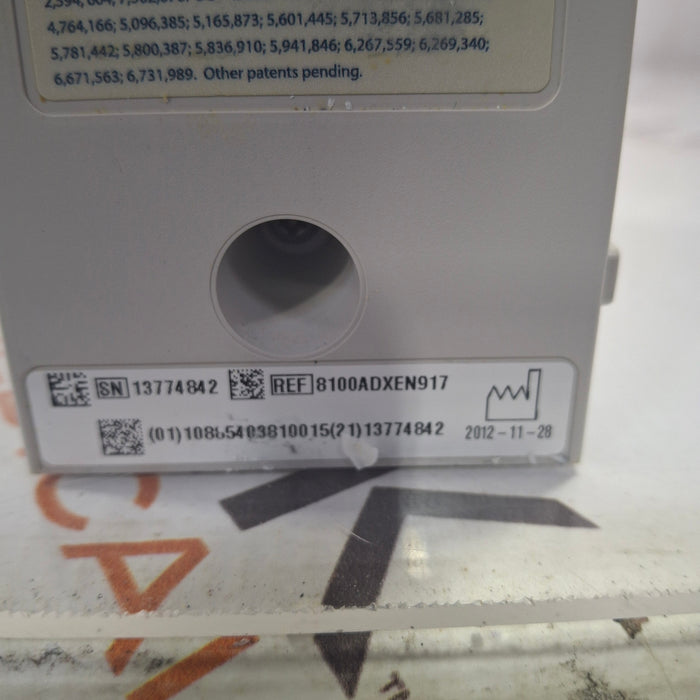 4,764,166; 5,096,385; 5,165,873; 5,601,445; 5,713,856; 5,681,285;
5,781,442; 5,800,387; 5,836,910; 5,941,846; 6,267,559; 6,269,340;
6,671,563; 6,731,989. Other patents pending.
SN 13774842 REF 8100ADXEN917
(01)10885403810015(21)13774842 2012-11-28